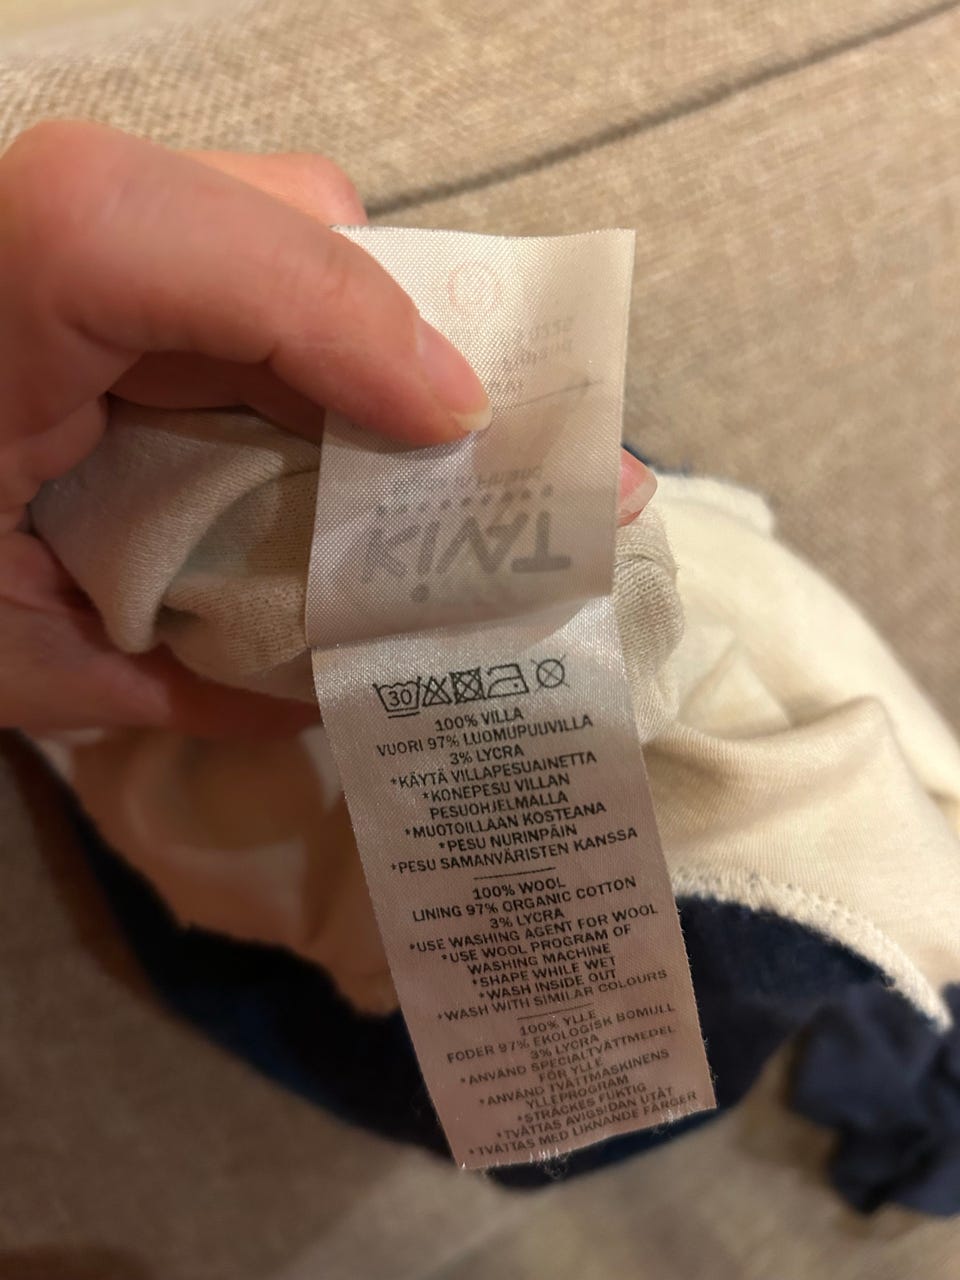 30
100% VILLA
VUORI 97% LUOMUPUUVILLA
3% LYCRA
*KÄYTÄ VILLAPESUAINETTA
*KONEPESU VILLAN
PESUOHJELMALLA
*MUOTOILLAAN KOSTEANA
*PESU NURINPÄIN
*PESU SAMANVÄRISTEN KANSSA
100% WOOL
LINING 97% ORGANIC COTTON
3% LYCRA
*USE WASHING AGENT FOR WOOL
*USE WOOL PROGRAM OF
WASHING MACHINE
*SHAPE WHILE WET
*WASH INSIDE OUT
*WASH WITH SIMILAR COLOURS
100% YLLE
FODER 97% EKOLOGISK BOMULL
3% LYCRA
*ANVÄND SPECIALTVÄTTMEDEL
FÖR YLLE
*ANVÄND TVÄTTMASKINENS
YLLEPROGRAM
*STRÄCKES FUKTIG
*TVÄTTAS AVIGSIDAN UTÅT
*TVÄTTAS MED LIKNANDE FÄRGER